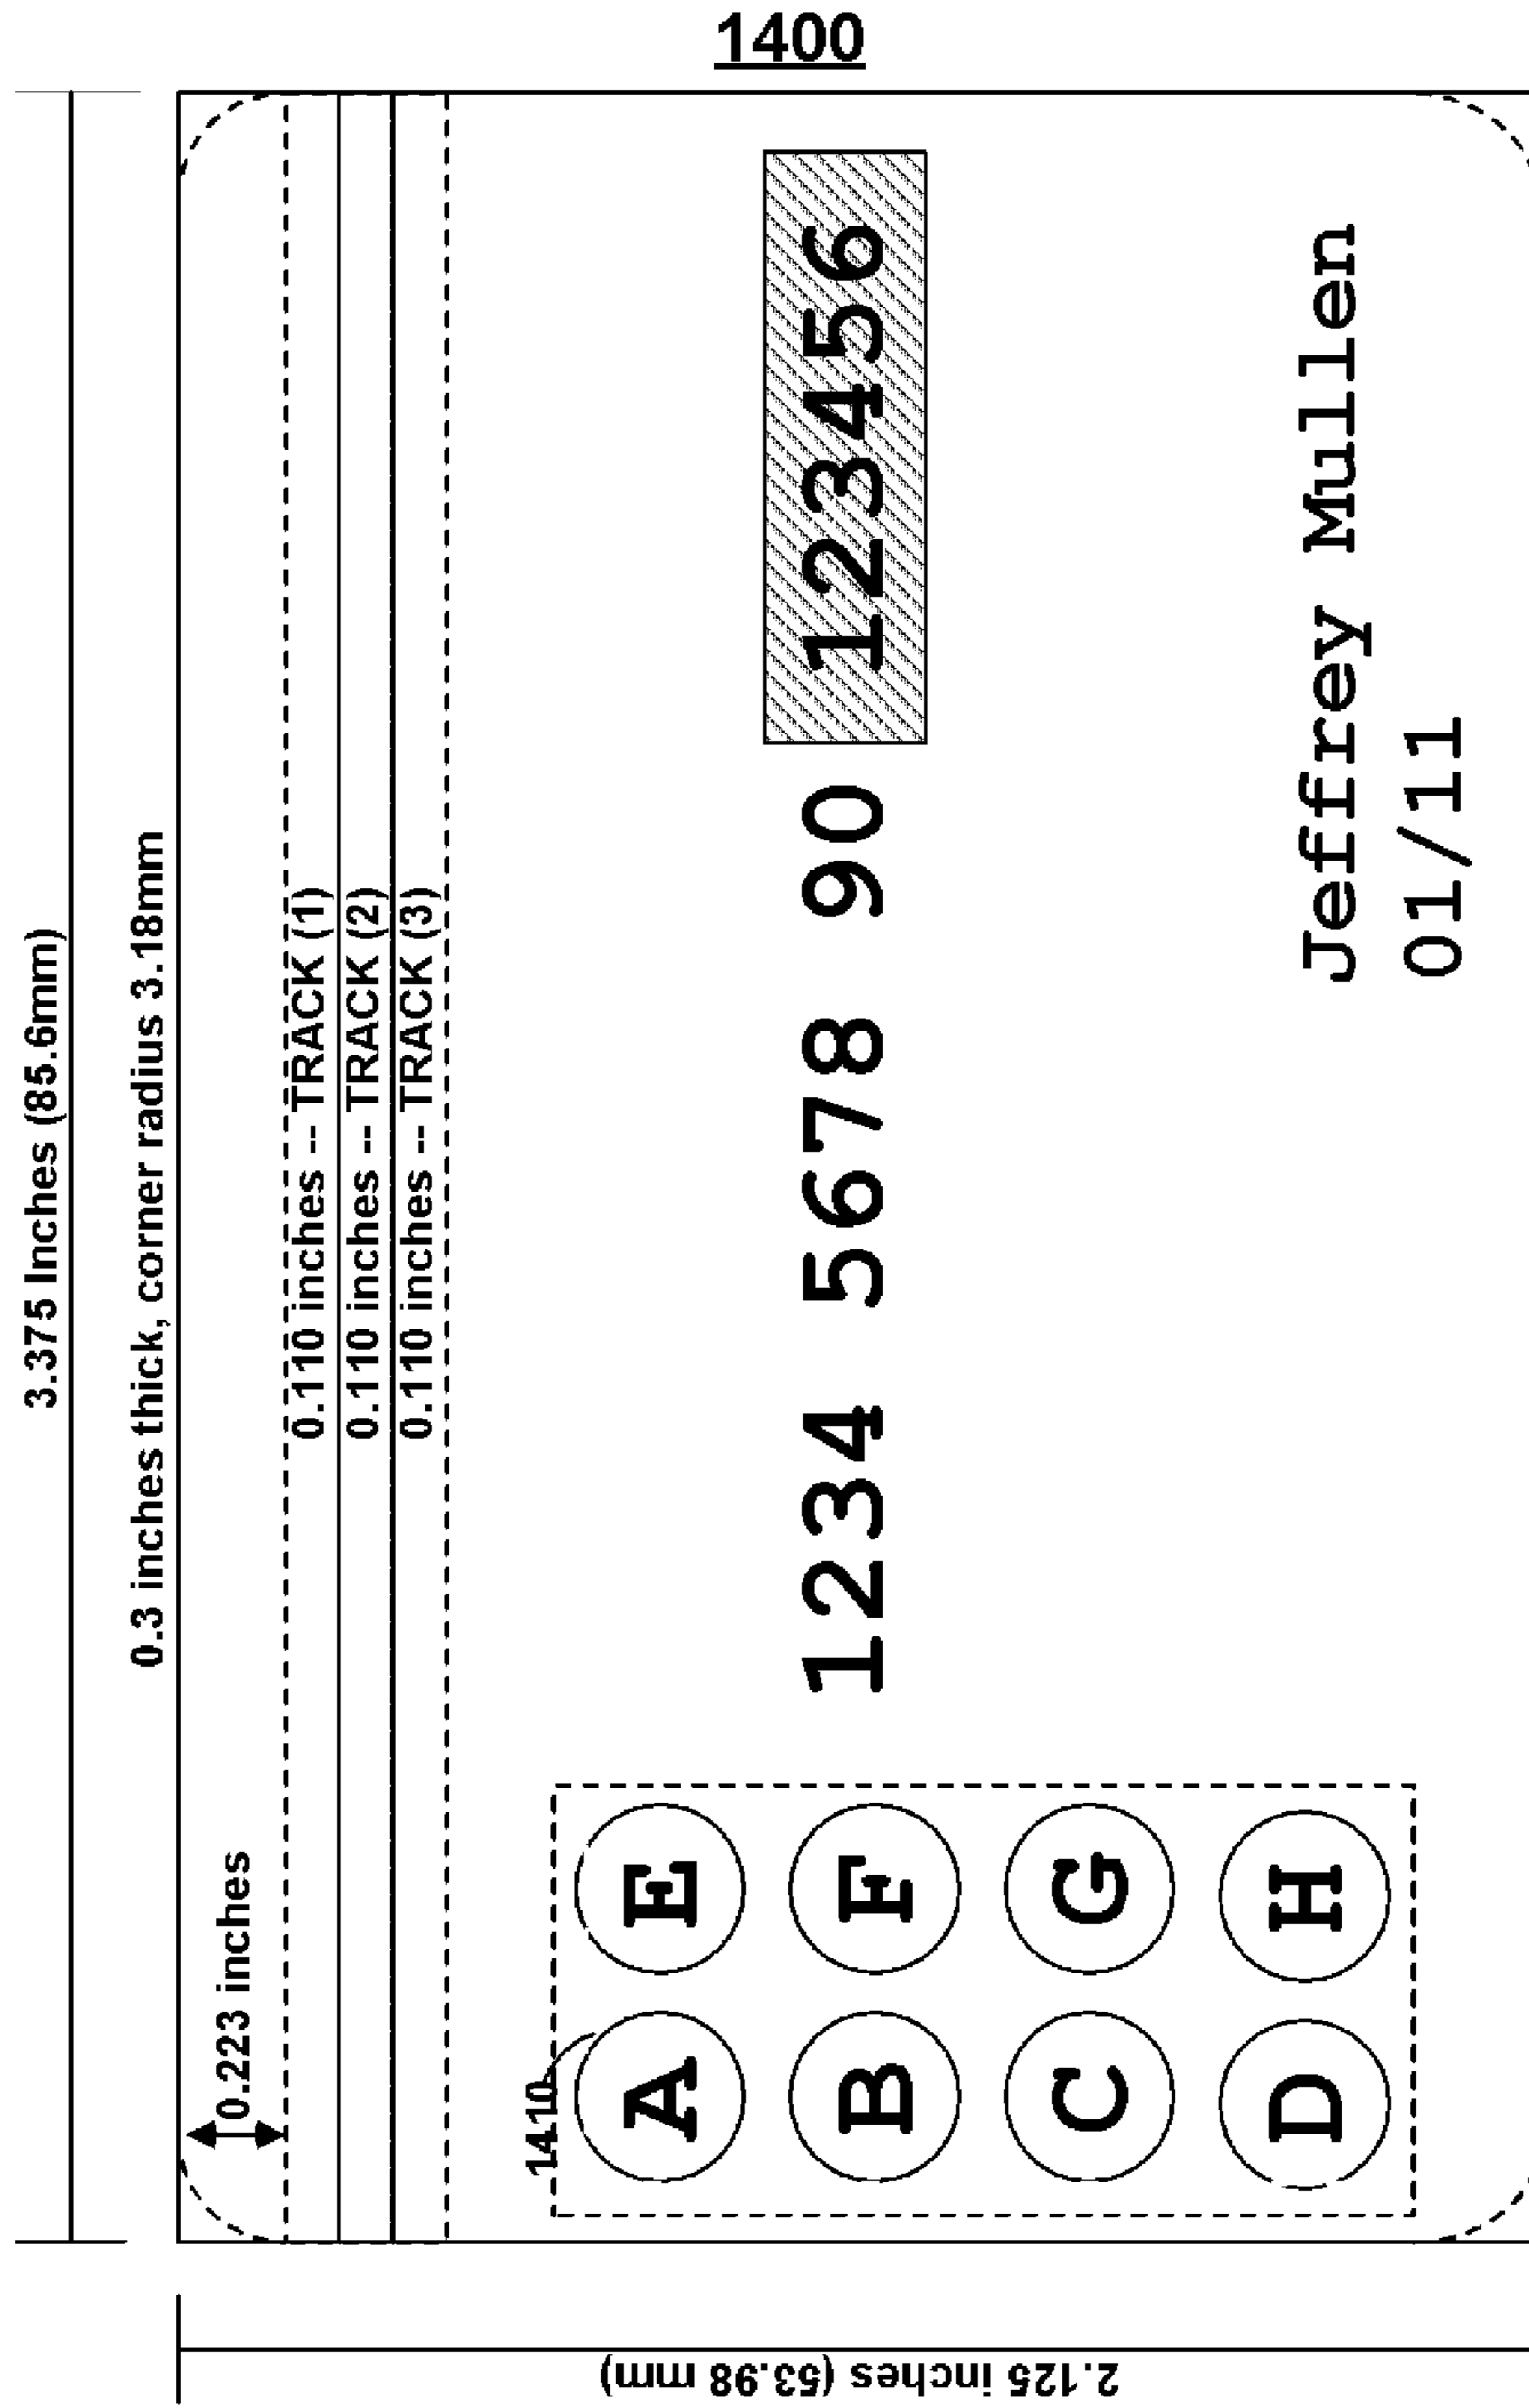 1400
3.375 Inches (85.6mm)
0.3 inches thick, corner radius 3.18mm
0.223 inches
0.110 inches -- TRACK (1)
0.110 inches -- TRACK (2)
0.110 inches -- TRACK (3)
1410
A E
B F
C G
D H
1234 5678 90 123456
Jeffrey Mullen
01/11
2.125 inches (53.98 mm)